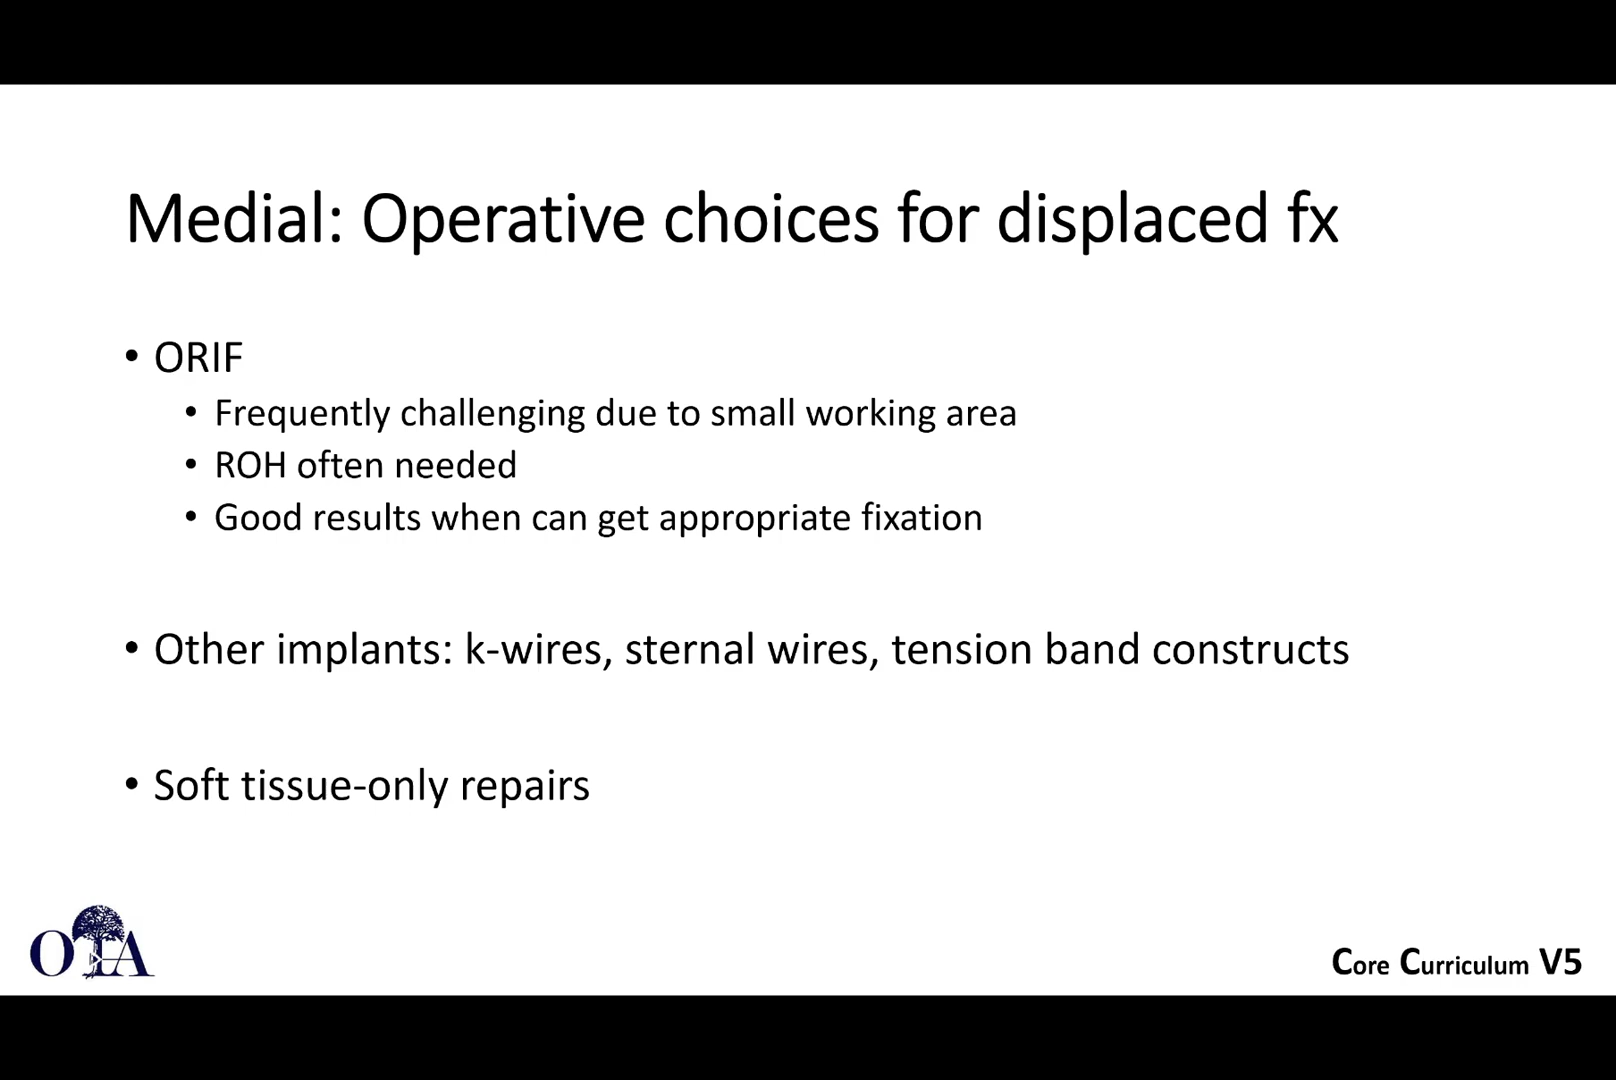 Medial: Operative choices for displaced fx
• ORIF
• Frequently challenging due to small working area
• ROH often needed
• Good results when can get appropriate fixation
• Other implants: k-wires, sternal wires, tension band constructs
• Soft tissue-only repairs
OTA
Core Curriculum V5